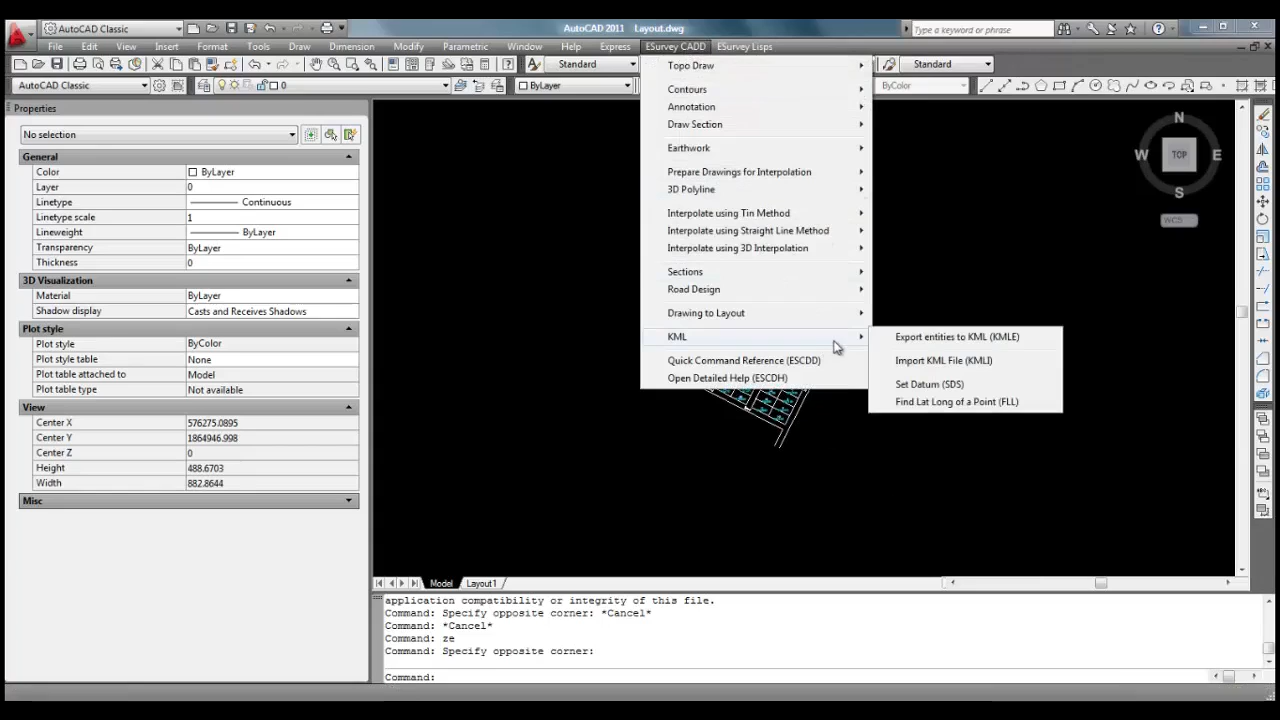 AutoCAD Classic
AutoCAD 2011 Layout.dwg
Type a keyword or phrase
File Edit View Insert Format Tools Draw Dimension Modify Parametric Window Help Express ESurvey CADD ESurvey Lisps
Standard
Standard
AutoCAD Classic
0
ByLayer
ByColor
Properties
No selection
General
Color ByLayer
Layer 0
Linetype Continuous
Linetype scale 1
Lineweight ByLayer
Transparency ByLayer
Thickness 0
3D Visualization
Material ByLayer
Shadow display Casts and Receives Shadows
Plot style
Plot style ByColor
Plot style table None
Plot table attached to Model
Plot table type Not available
View
Center X 576275.0895
Center Y 1864946.998
Center Z 0
Height 488.6703
Width 882.8644
Misc
Topo Draw
Contours
Annotation
Draw Section
Earthwork
Prepare Drawings for Interpolation
3D Polyline
Interpolate using Tin Method
Interpolate using Straight Line Method
Interpolate using 3D Interpolation
Sections
Road Design
Drawing to Layout
KML
Quick Command Reference (ESCDD)
Open Detailed Help (ESCDH)
Export entities to KML (KMLE)
Import KML File (KMLI)
Set Datum (SDS)
Find Lat Long of a Point (FLL)
N
W TOP E
S
WCS
Model Layout1
application compatibility or integrity of this file.
Command: Specify opposite corner: *Cancel*
Command: *Cancel*
Command: ze
Command: Specify opposite corner:
Command: